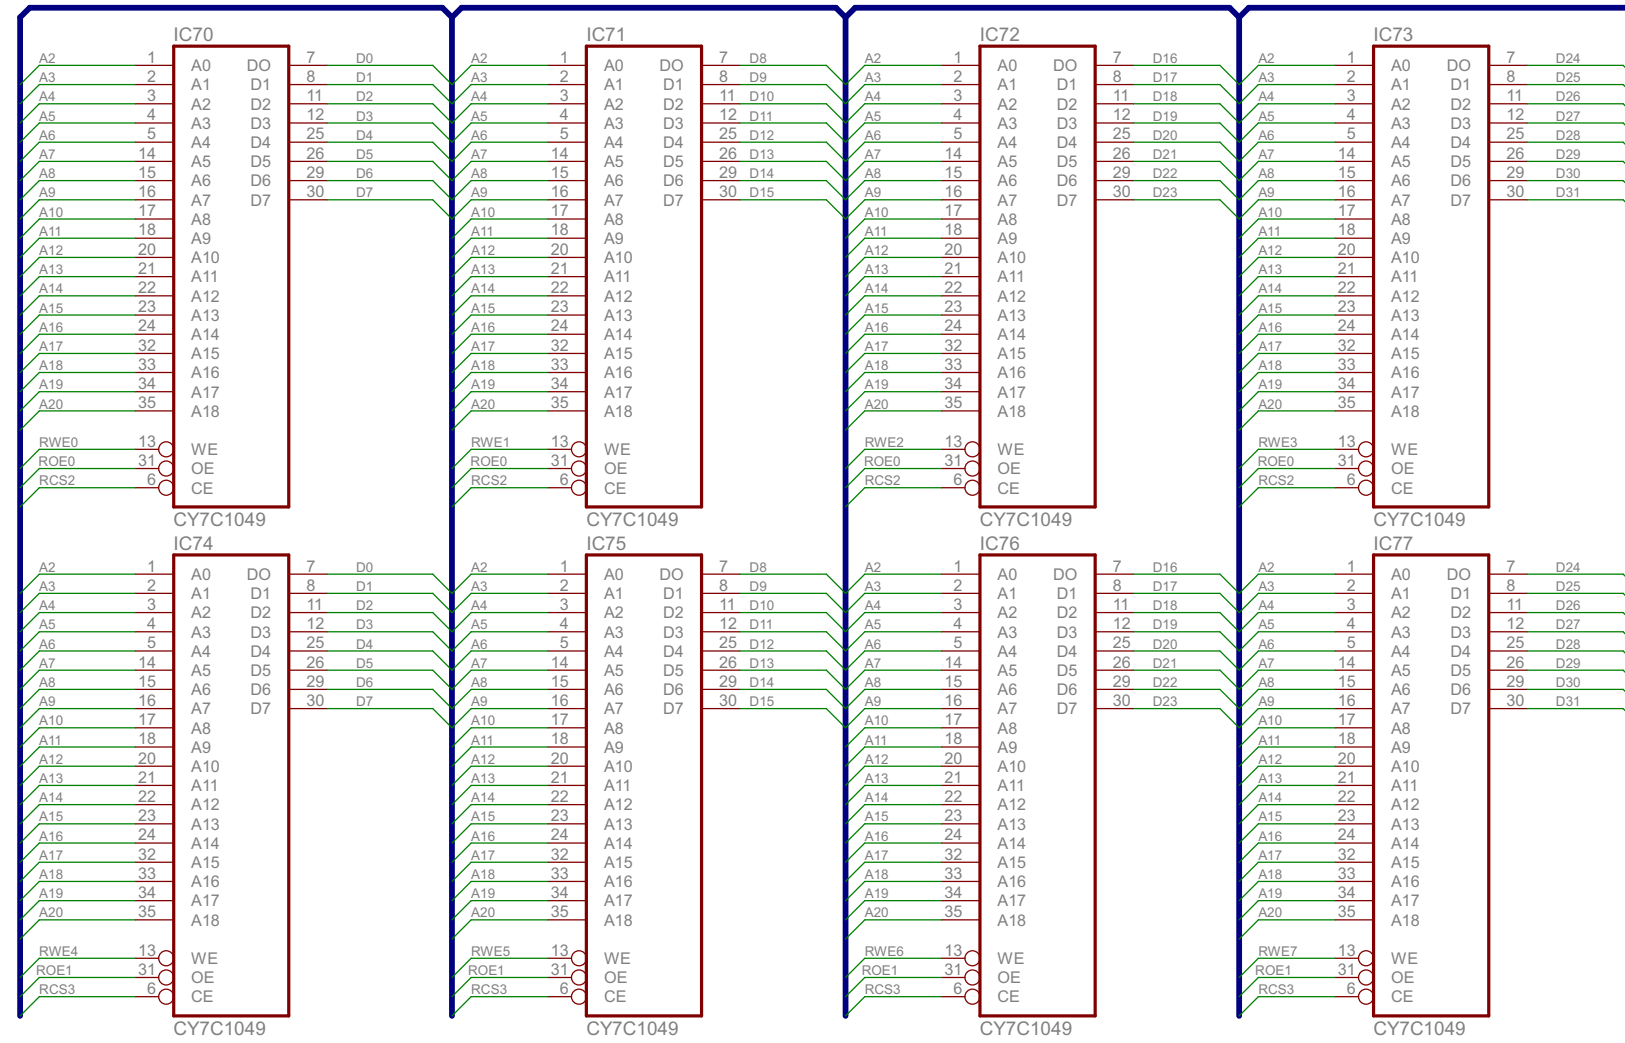 IC70
A2 1 A0 DO 7 D0
A3 2 A1 D1 8 D1
A4 3 A2 D2 11 D2
A5 4 A3 D3 12 D3
A6 5 A4 D4 25 D4
A7 14 A5 D5 26 D5
A8 15 A6 D6 29 D6
A9 16 A7 D7 30 D7
A10 17 A8
A11 18 A9
A12 20 A10
A13 21 A11
A14 22 A12
A15 23 A13
A16 24 A14
A17 32 A15
A18 33 A16
A19 34 A17
A20 35 A18
RWE0 13 WE
ROE0 31 OE
RCS2 6 CE
CY7C1049
IC71
A2 1 A0 DO 7 D8
A3 2 A1 D1 8 D9
A4 3 A2 D2 11 D10
A5 4 A3 D3 12 D11
A6 5 A4 D4 25 D12
A7 14 A5 D5 26 D13
A8 15 A6 D6 29 D14
A9 16 A7 D7 30 D15
A10 17 A8
A11 18 A9
A12 20 A10
A13 21 A11
A14 22 A12
A15 23 A13
A16 24 A14
A17 32 A15
A18 33 A16
A19 34 A17
A20 35 A18
RWE1 13 WE
ROE0 31 OE
RCS2 6 CE
CY7C1049
IC72
A2 1 A0 DO 7 D16
A3 2 A1 D1 8 D17
A4 3 A2 D2 11 D18
A5 4 A3 D3 12 D19
A6 5 A4 D4 25 D20
A7 14 A5 D5 26 D21
A8 15 A6 D6 29 D22
A9 16 A7 D7 30 D23
A10 17 A8
A11 18 A9
A12 20 A10
A13 21 A11
A14 22 A12
A15 23 A13
A16 24 A14
A17 32 A15
A18 33 A16
A19 34 A17
A20 35 A18
RWE2 13 WE
ROE0 31 OE
RCS2 6 CE
CY7C1049
IC73
A2 1 A0 DO 7 D24
A3 2 A1 D1 8 D25
A4 3 A2 D2 11 D26
A5 4 A3 D3 12 D27
A6 5 A4 D4 25 D28
A7 14 A5 D5 26 D29
A8 15 A6 D6 29 D30
A9 16 A7 D7 30 D31
A10 17 A8
A11 18 A9
A12 20 A10
A13 21 A11
A14 22 A12
A15 23 A13
A16 24 A14
A17 32 A15
A18 33 A16
A19 34 A17
A20 35 A18
RWE3 13 WE
ROE0 31 OE
RCS2 6 CE
CY7C1049
IC74
A2 1 A0 DO 7 D0
A3 2 A1 D1 8 D1
A4 3 A2 D2 11 D2
A5 4 A3 D3 12 D3
A6 5 A4 D4 25 D4
A7 14 A5 D5 26 D5
A8 15 A6 D6 29 D6
A9 16 A7 D7 30 D7
A10 17 A8
A11 18 A9
A12 20 A10
A13 21 A11
A14 22 A12
A15 23 A13
A16 24 A14
A17 32 A15
A18 33 A16
A19 34 A17
A20 35 A18
RWE4 13 WE
ROE1 31 OE
RCS3 6 CE
CY7C1049
IC75
A2 1 A0 DO 7 D8
A3 2 A1 D1 8 D9
A4 3 A2 D2 11 D10
A5 4 A3 D3 12 D11
A6 5 A4 D4 25 D12
A7 14 A5 D5 26 D13
A8 15 A6 D6 29 D14
A9 16 A7 D7 30 D15
A10 17 A8
A11 18 A9
A12 20 A10
A13 21 A11
A14 22 A12
A15 23 A13
A16 24 A14
A17 32 A15
A18 33 A16
A19 34 A17
A20 35 A18
RWE5 13 WE
ROE1 31 OE
RCS3 6 CE
CY7C1049
IC76
A2 1 A0 DO 7 D16
A3 2 A1 D1 8 D17
A4 3 A2 D2 11 D18
A5 4 A3 D3 12 D19
A6 5 A4 D4 25 D20
A7 14 A5 D5 26 D21
A8 15 A6 D6 29 D22
A9 16 A7 D7 30 D23
A10 17 A8
A11 18 A9
A12 20 A10
A13 21 A11
A14 22 A12
A15 23 A13
A16 24 A14
A17 32 A15
A18 33 A16
A19 34 A17
A20 35 A18
RWE6 13 WE
ROE1 31 OE
RCS3 6 CE
CY7C1049
IC77
A2 1 A0 DO 7 D24
A3 2 A1 D1 8 D25
A4 3 A2 D2 11 D26
A5 4 A3 D3 12 D27
A6 5 A4 D4 25 D28
A7 14 A5 D5 26 D29
A8 15 A6 D6 29 D30
A9 16 A7 D7 30 D31
A10 17 A8
A11 18 A9
A12 20 A10
A13 21 A11
A14 22 A12
A15 23 A13
A16 24 A14
A17 32 A15
A18 33 A16
A19 34 A17
A20 35 A18
RWE7 13 WE
ROE1 31 OE
RCS3 6 CE
CY7C1049